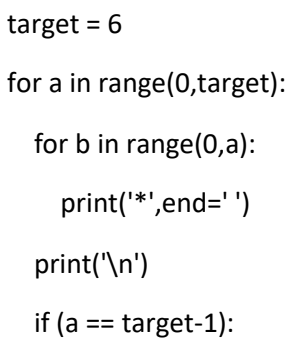 target = 6
for a in range(0,target):
for b in range(0,a):
print('*',end=' ')
print('\n')
if (a == target-1):